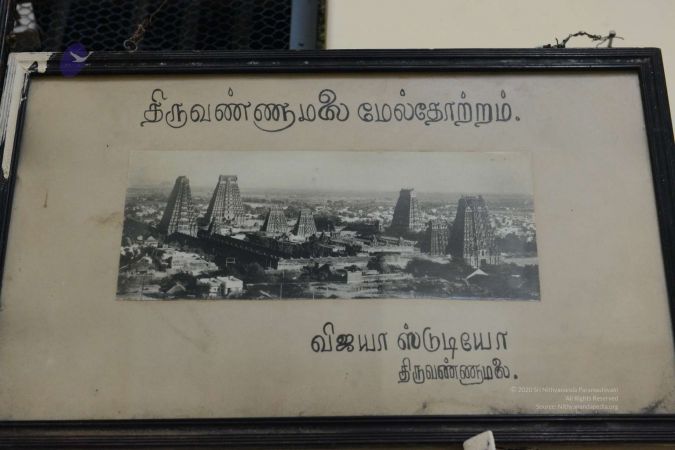 திருவண்ணாமலை மேல்தோற்றம்.
விஜயா ஸ்டுடியோ
திருவண்ணாமலை.
© 2020 Sri Nithyananda Paramashivam
All Rights Reserved
Source: Nithyanandapedia.org